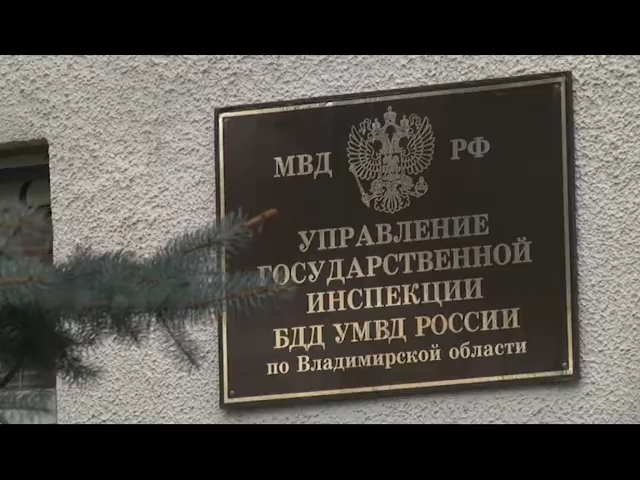 МВД РФ
УПРАВЛЕНИЕ
ГОСУДАРСТВЕННОЙ
ИНСПЕКЦИИ
БДД УМВД РОССИИ
по Владимирской области